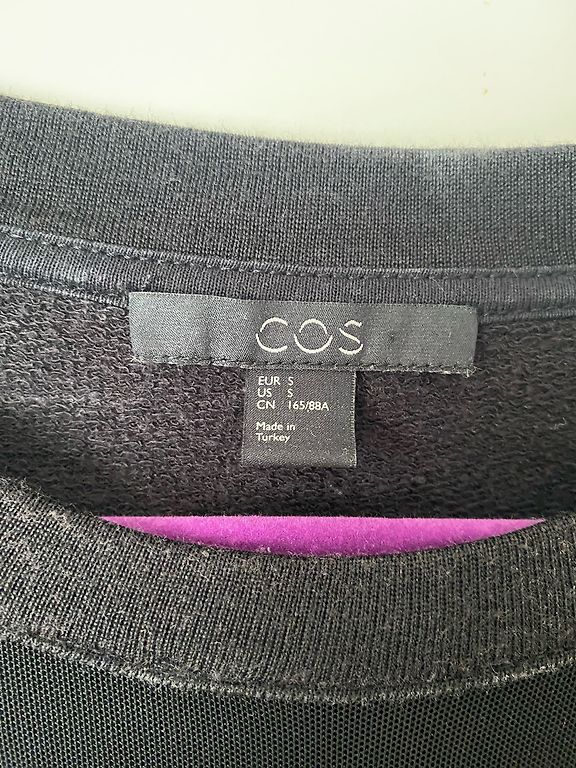 COS
EUR S
US S
CN 165/88A
Made in
Turkey